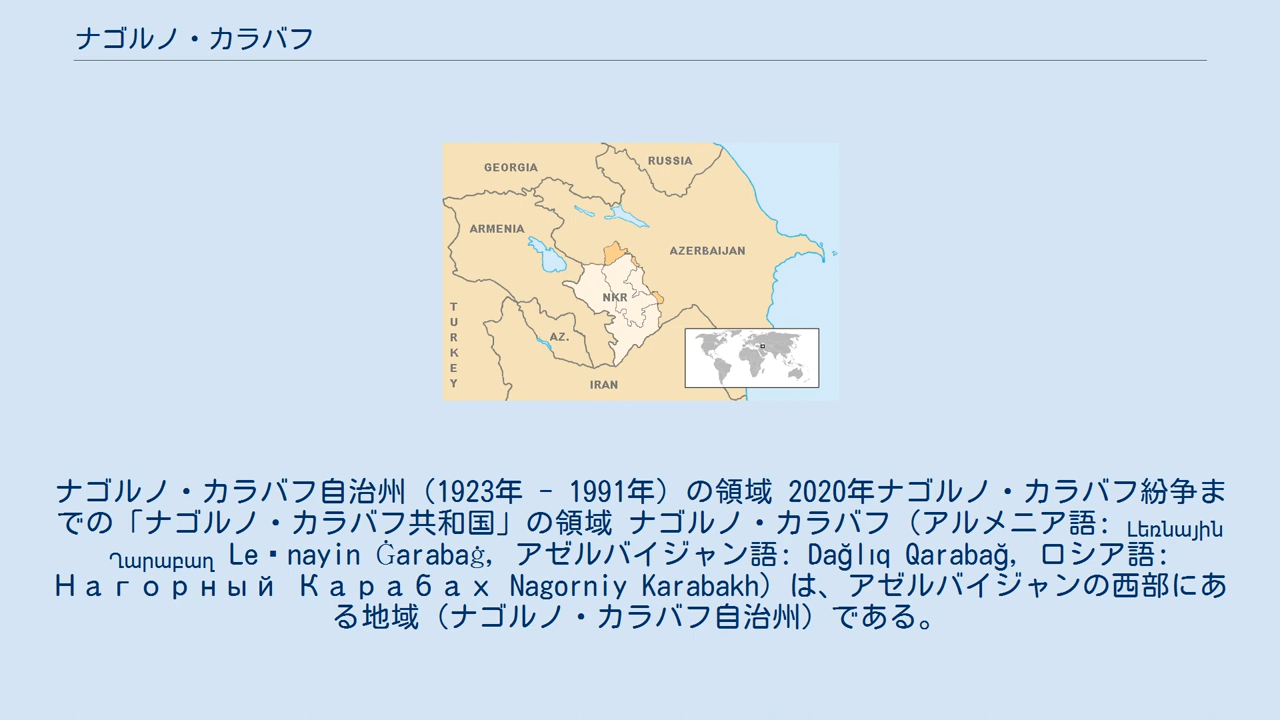 ナゴルノ・カラバフ
GEORGIA
RUSSIA
ARMENIA
AZERBAIJAN
NKR
TURKEY
AZ.
IRAN
ナゴルノ・カラバフ自治州（1923年 - 1991年）の領域 2020年ナゴルノ・カラバフ紛争ま
での「ナゴルノ・カラバフ共和国」の領域 ナゴルノ・カラバフ（アルメニア語: Լեռնային
Ղարաբաղ Le nayin Ġarabaġ, アゼルバイジャン語: Dağlıq Qarabağ, ロシア語:
Нагорный Карабах Nagorniy Karabakh）は、アゼルバイジャンの西部にあ
る地域（ナゴルノ・カラバフ自治州）である。